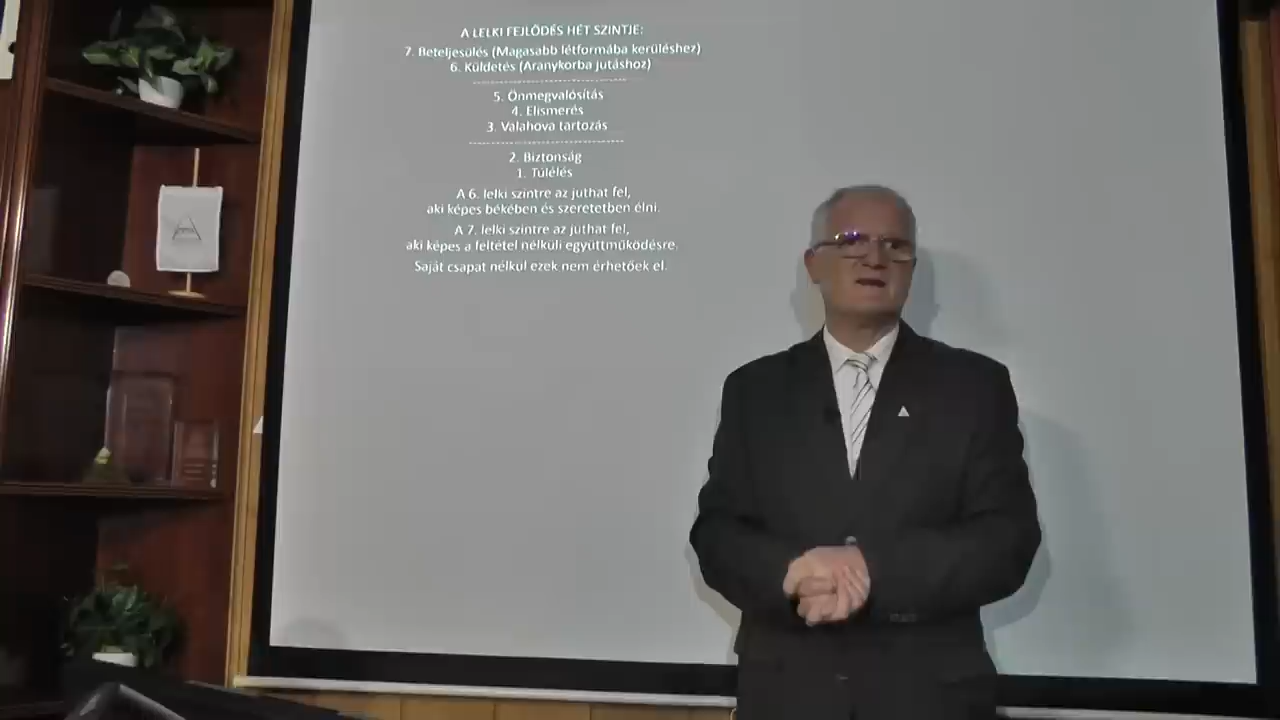 A LELKI FEJLŐDÉS HÉT SZINTJE:
7. Beteljesülés (Magasabb létformába kerüléshez)
6. Küldetés (Aranykorba jutáshoz)
--------------------------------
5. Önmegvalósítás
4. Elismerés
3. Valahova tartozás
--------------------------------
2. Biztonság
1. Túlélés
A 6. lelki szintre az juthat fel,
aki képes békében és szeretetben élni.
A 7. lelki szintre az juthat fel,
aki képes a feltétel nélküli együttműködésre.
Saját csapat nélkül ezek nem érhetőek el.